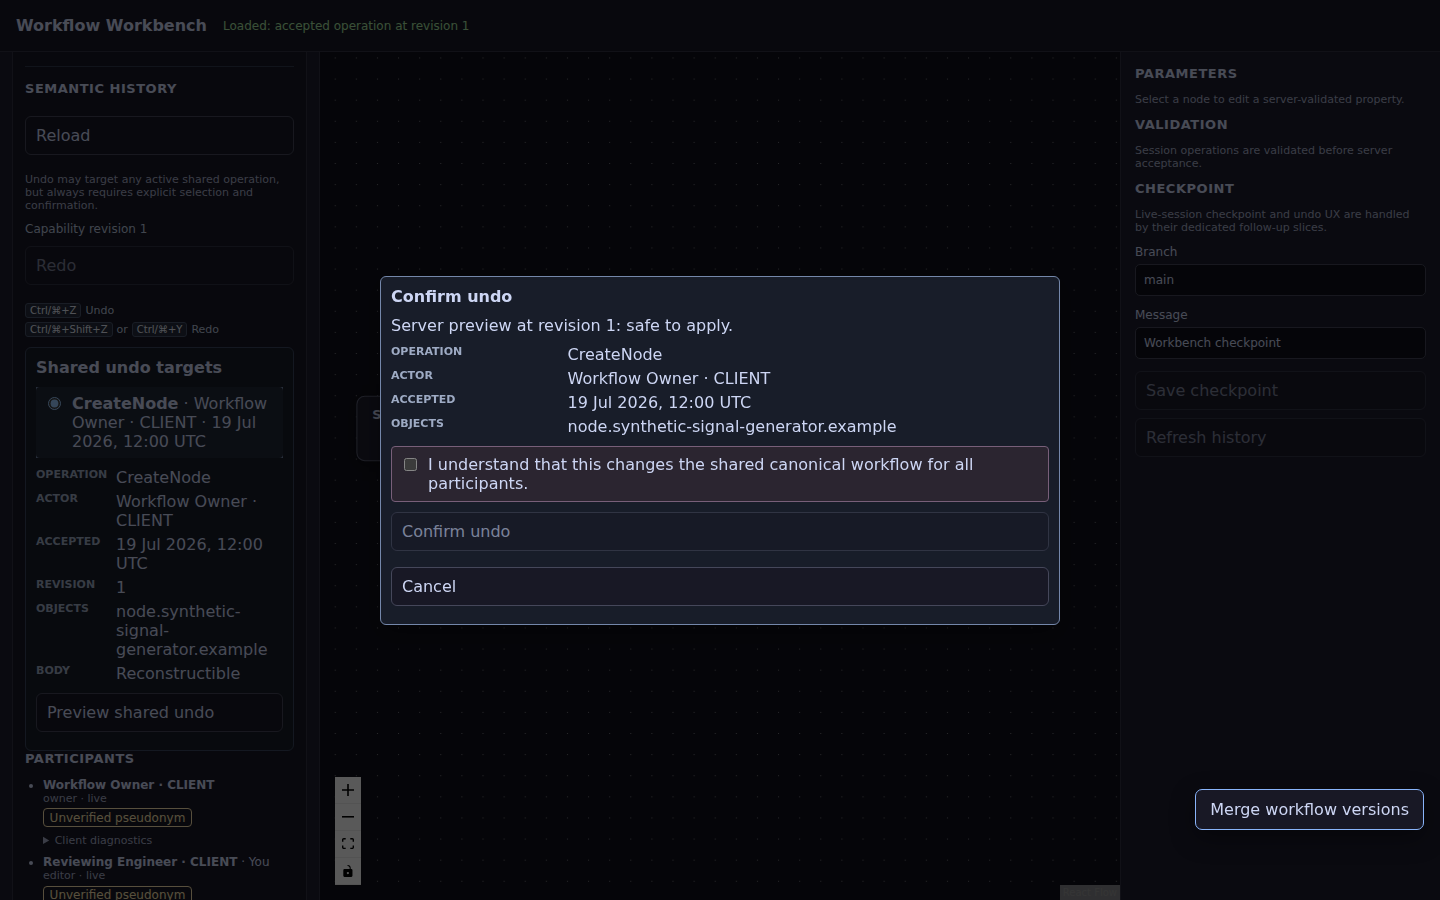 Workflow Workbench Loaded: accepted operation at revision 1
SEMANTIC HISTORY
Reload
Undo may target any active shared operation,
but always requires explicit selection and
confirmation.
Capability revision 1
Redo
Ctrl/⌘+Z Undo
Ctrl/⌘+Shift+Z or Ctrl/⌘+Y Redo
Shared undo targets
CreateNode · Workflow
Owner · CLIENT · 19 Jul
2026, 12:00 UTC
OPERATION CreateNode
ACTOR Workflow Owner ·
CLIENT
ACCEPTED 19 Jul 2026, 12:00
UTC
REVISION 1
OBJECTS node.synthetic-
signal-
generator.example
BODY Reconstructible
Preview shared undo
PARTICIPANTS
Workflow Owner · CLIENT
owner · live
Unverified pseudonym
Client diagnostics
Reviewing Engineer · CLIENT · You
editor · live
Unverified pseudonym
Confirm undo
Server preview at revision 1: safe to apply.
OPERATION CreateNode
ACTOR Workflow Owner · CLIENT
ACCEPTED 19 Jul 2026, 12:00 UTC
OBJECTS node.synthetic-signal-generator.example
I understand that this changes the shared canonical workflow for all
participants.
Confirm undo
Cancel
PARAMETERS
Select a node to edit a server-validated property.
VALIDATION
Session operations are validated before server
acceptance.
CHECKPOINT
Live-session checkpoint and undo UX are handled
by their dedicated follow-up slices.
Branch
main
Message
Workbench checkpoint
Save checkpoint
Refresh history
Merge workflow versions